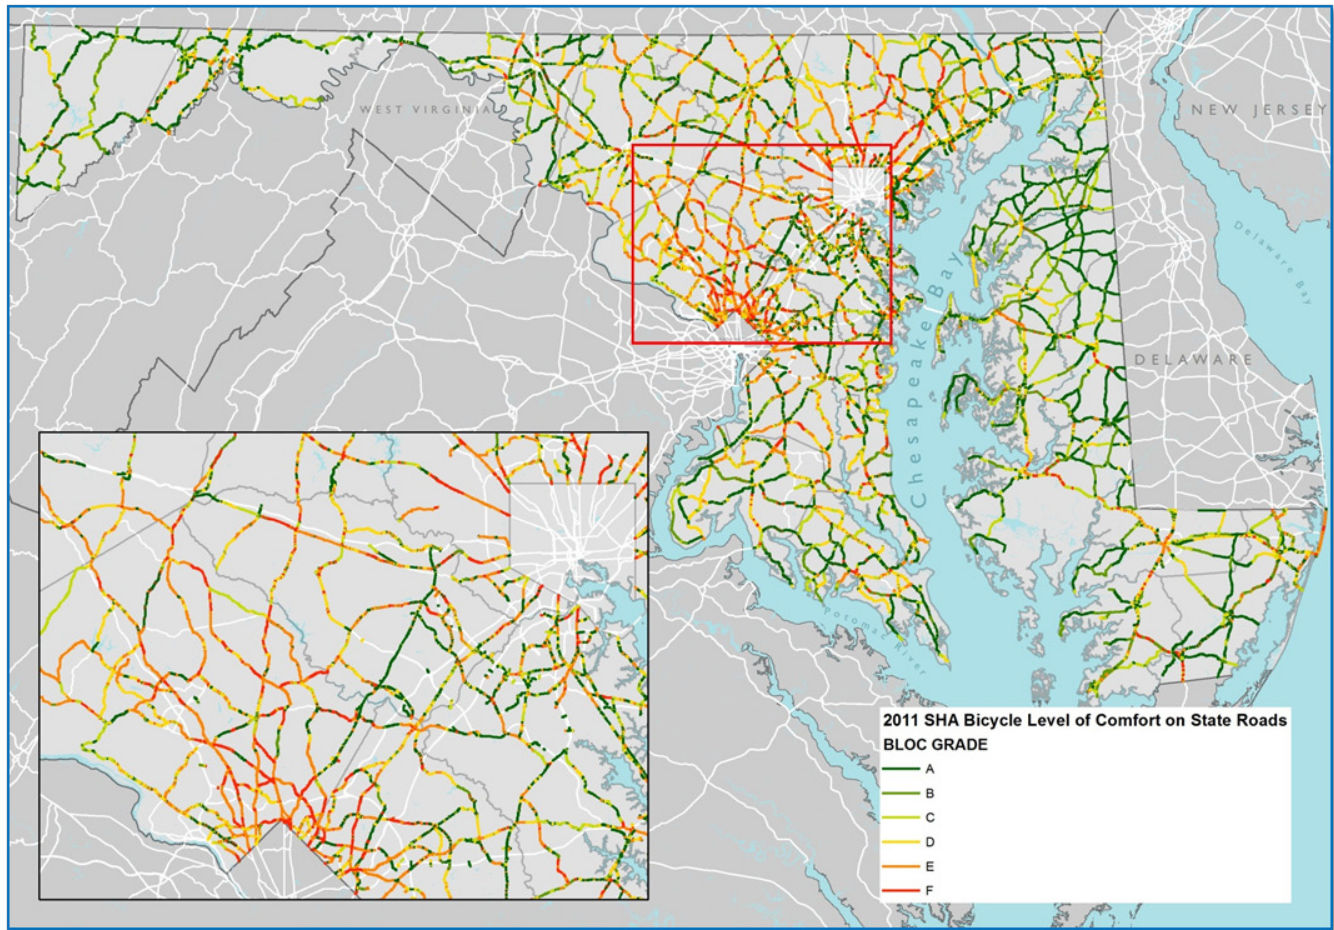 WEST VIRGINIA
NEW JERSEY
Delaware Bay
Chesapeake Bay
DELAWARE
Potomac River
2011 SHA Bicycle Level of Comfort on State Roads
BLOC GRADE
A
B
C
D
E
F